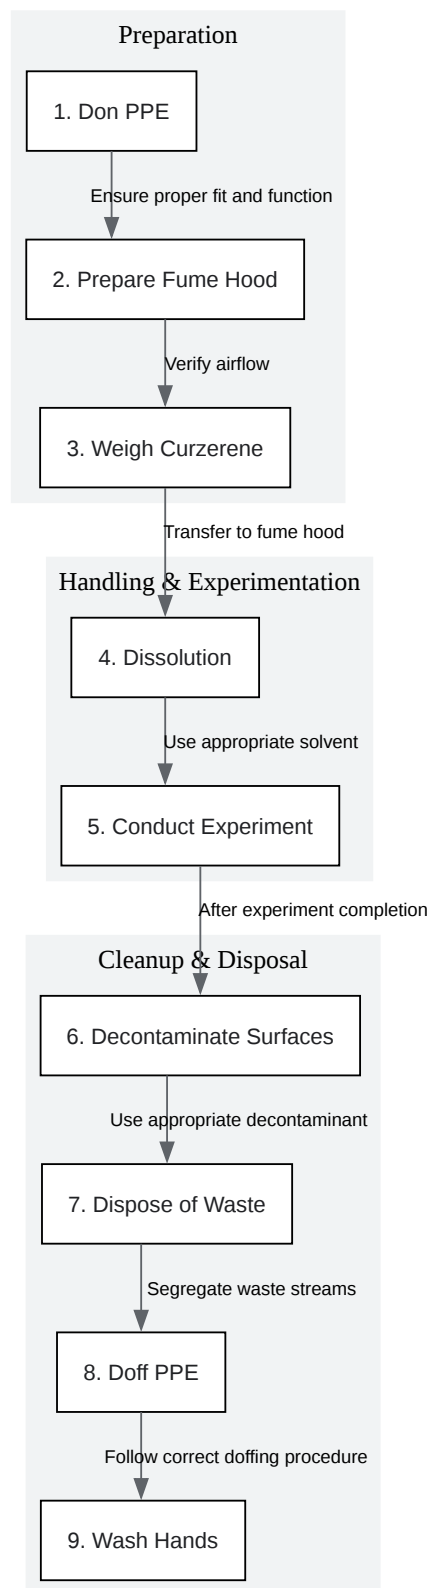 Preparation
1. Don PPE
Ensure proper fit and function
2. Prepare Fume Hood
Verify airflow
3. Weigh Curzerene
Transfer to fume hood
Handling & Experimentation
4. Dissolution
Use appropriate solvent
5. Conduct Experiment
After experiment completion
Cleanup & Disposal
6. Decontaminate Surfaces
Use appropriate decontaminant
7. Dispose of Waste
Segregate waste streams
8. Doff PPE
Follow correct doffing procedure
9. Wash Hands